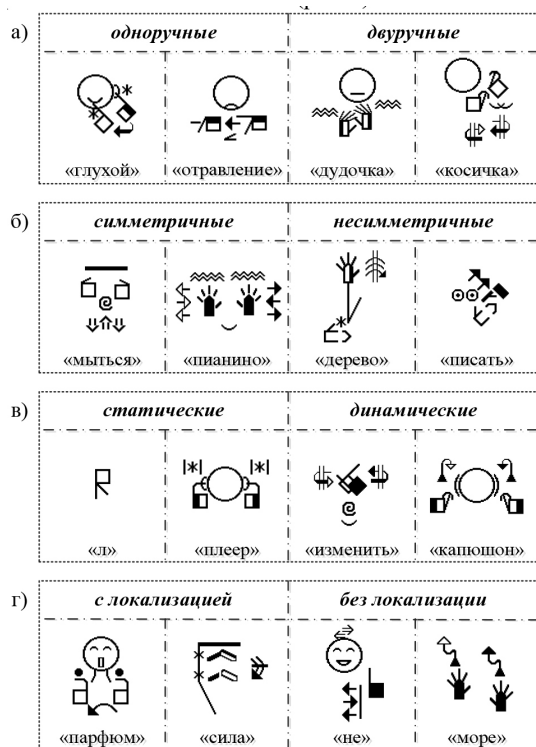 а) одноручные двуручные
«глухой» «отравление» «дудочка» «косичка»
б) симметричные несимметричные
«мыться» «пианино» «дерево» «писать»
в) статические динамические
«л» «плеер» «изменить» «капюшон»
г) с локализацией без локализации
«парфюм» «сила» «не» «море»